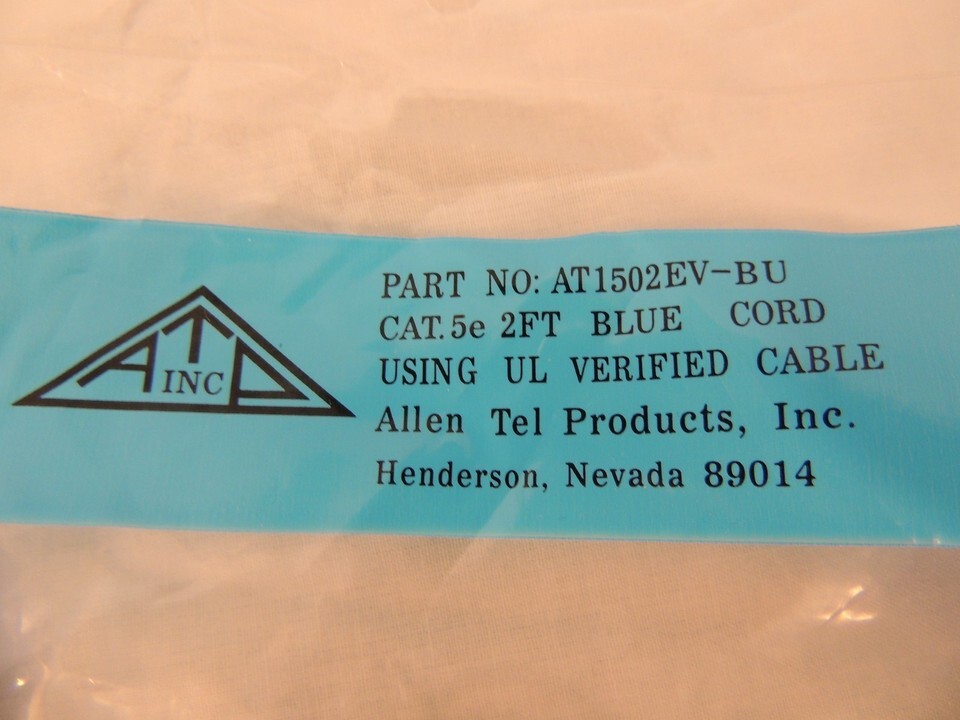 ATP
INC
PART NO: AT1502EV-BU
CAT.5e 2FT BLUE CORD
USING UL VERIFIED CABLE
Allen Tel Products, Inc.
Henderson, Nevada 89014